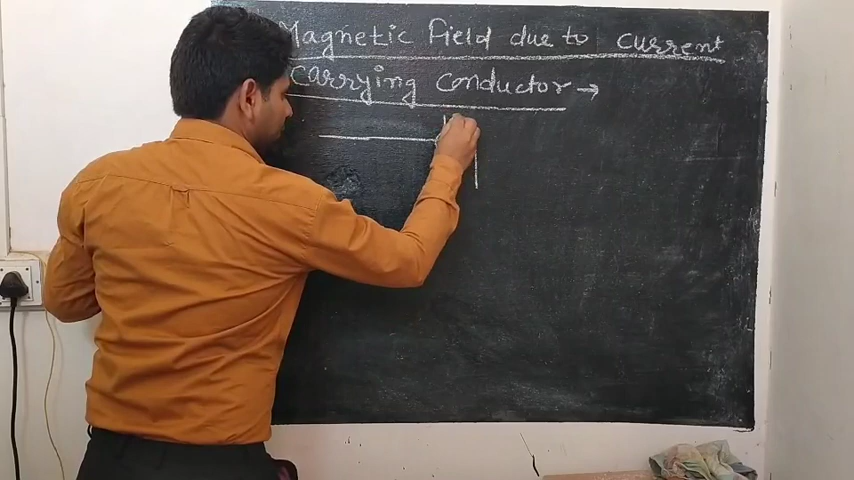 Magnetic Field due to current
Carrying Conductor →